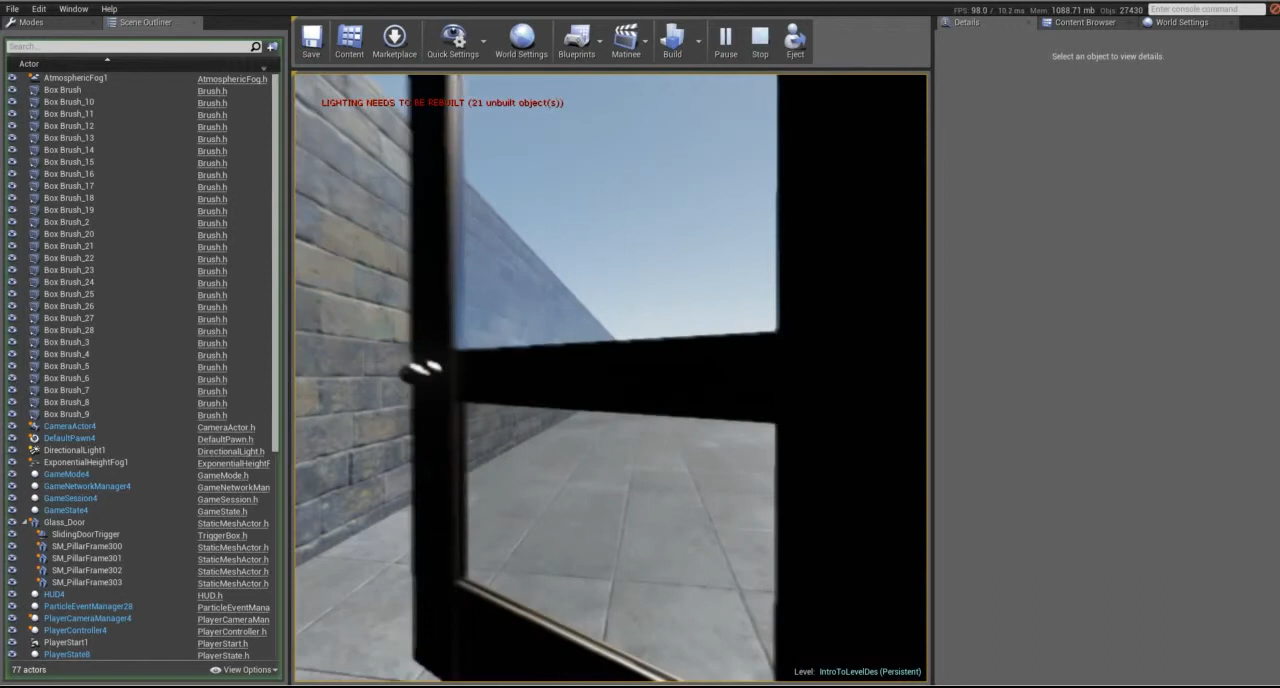 File Edit Window Help
FPS: 98.0 / 10.2 ms Mem: 1088.71 mb Objs: 27430 Enter console command
Modes
Scene Outliner
Search...
Actor
AtmosphericFog1 AtmosphericFog.h
Box Brush Brush.h
Box Brush_10 Brush.h
Box Brush_11 Brush.h
Box Brush_12 Brush.h
Box Brush_13 Brush.h
Box Brush_14 Brush.h
Box Brush_15 Brush.h
Box Brush_16 Brush.h
Box Brush_17 Brush.h
Box Brush_18 Brush.h
Box Brush_19 Brush.h
Box Brush_2 Brush.h
Box Brush_20 Brush.h
Box Brush_21 Brush.h
Box Brush_22 Brush.h
Box Brush_23 Brush.h
Box Brush_24 Brush.h
Box Brush_25 Brush.h
Box Brush_26 Brush.h
Box Brush_27 Brush.h
Box Brush_28 Brush.h
Box Brush_3 Brush.h
Box Brush_4 Brush.h
Box Brush_5 Brush.h
Box Brush_6 Brush.h
Box Brush_7 Brush.h
Box Brush_8 Brush.h
Box Brush_9 Brush.h
CameraActor4 CameraActor.h
DefaultPawn4 DefaultPawn.h
DirectionalLight1 DirectionalLight.h
ExponentialHeightFog1 ExponentialHeightF
GameMode4 GameMode.h
GameNetworkManager4 GameNetworkMan
GameSession4 GameSession.h
GameState4 GameState.h
Glass_Door StaticMeshActor.h
SlidingDoorTrigger TriggerBox.h
SM_PillarFrame300 StaticMeshActor.h
SM_PillarFrame301 StaticMeshActor.h
SM_PillarFrame302 StaticMeshActor.h
SM_PillarFrame303 StaticMeshActor.h
HUD4 HUD.h
ParticleEventManager28 ParticleEventMana
PlayerCameraManager4 PlayerCameraMan
PlayerController4 PlayerController.h
PlayerStart1 PlayerStart.h
PlayerState8 PlayerState.h
77 actors View Options
Save Content Marketplace Quick Settings World Settings Blueprints Matinee Build Pause Stop Eject
LIGHTING NEEDS TO BE REBUILT (21 unbuilt object(s))
Level: IntroToLevelDes (Persistent)
Details Content Browser World Settings
Select an object to view details.